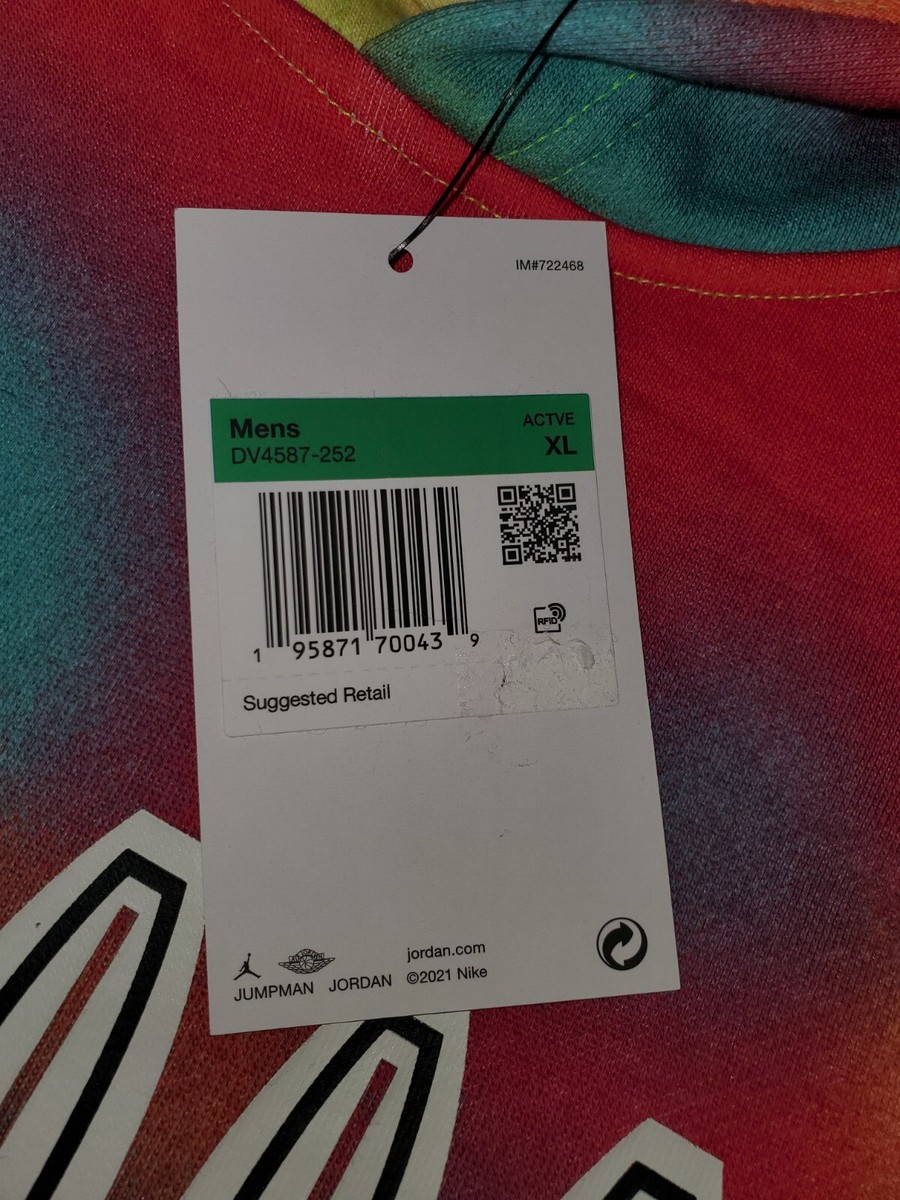 IM#722468
Mens
DV4587-252
ACTVE
XL
RFID
1 95871 70043 9
Suggested Retail
jordan.com
JUMPMAN JORDAN ©2021 Nike